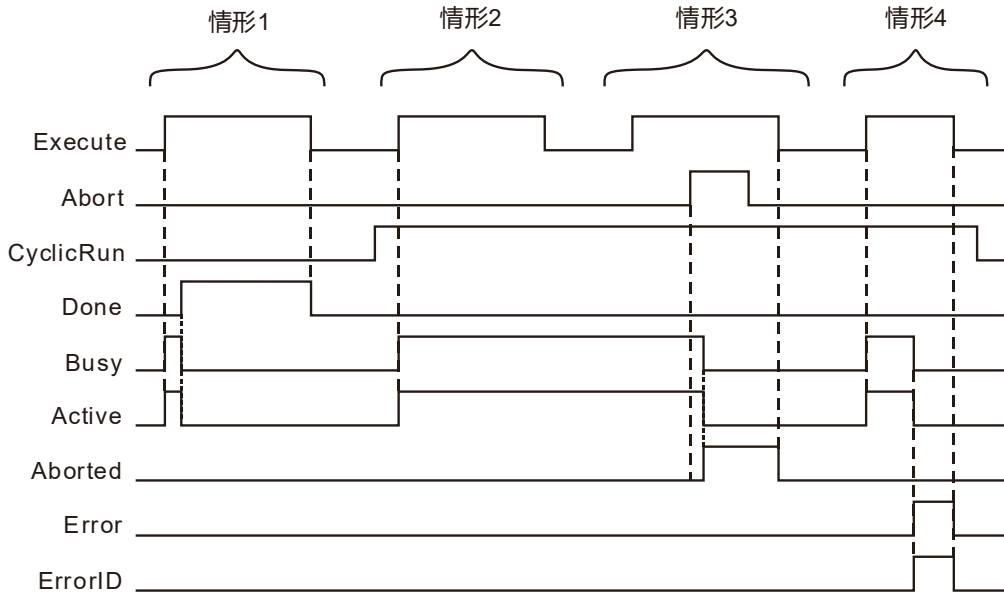 情形1 情形2 情形3 情形4
Execute
Abort
CyclicRun
Done
Busy
Active
Aborted
Error
ErrorID